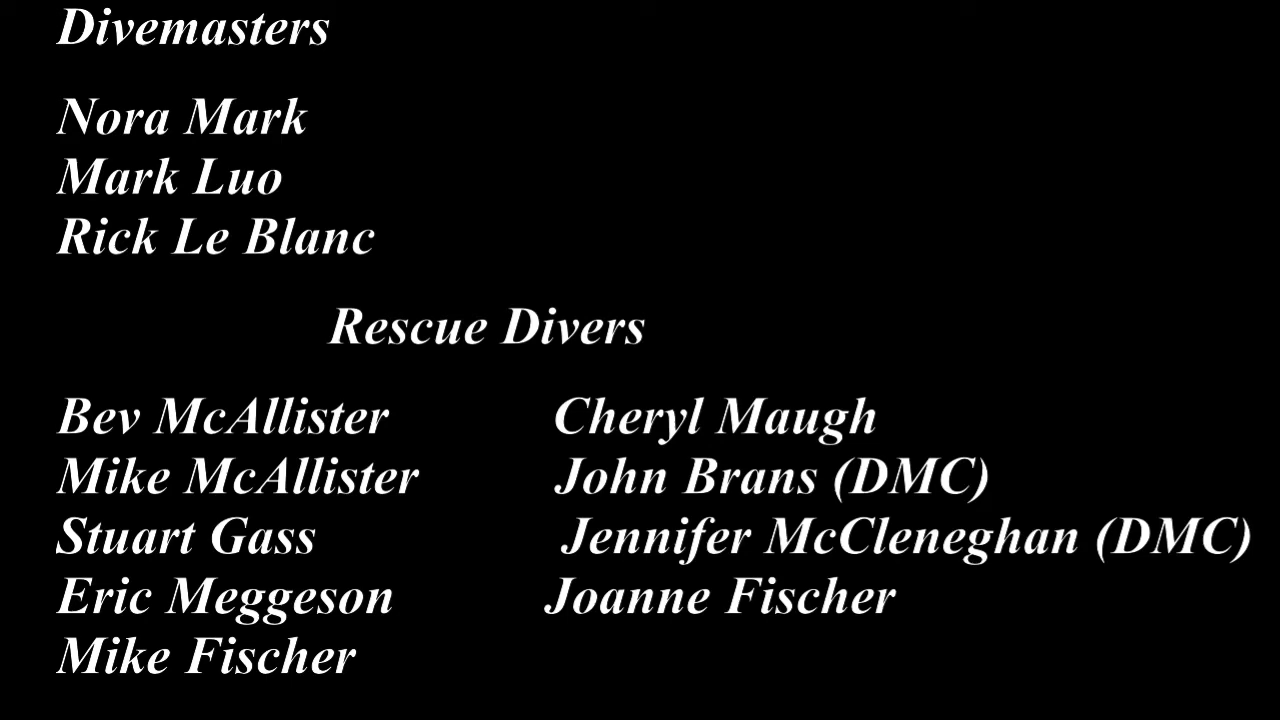 Divemasters
Nora Mark
Mark Luo
Rick Le Blanc
Rescue Divers
Bev McAllister Cheryl Maugh
Mike McAllister John Brans (DMC)
Stuart Gass Jennifer McCleneghan (DMC)
Eric Meggeson Joanne Fischer
Mike Fischer